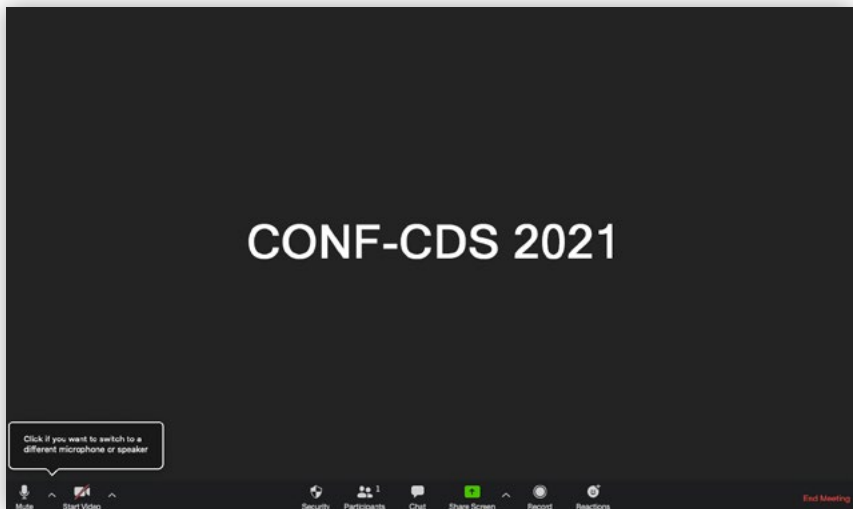 CONF-CDS 2021
Click if you want to switch to a
different microphone or speaker
1
Mute Start Video Security Participants Chat Share Screen Record Reactions End Meeting